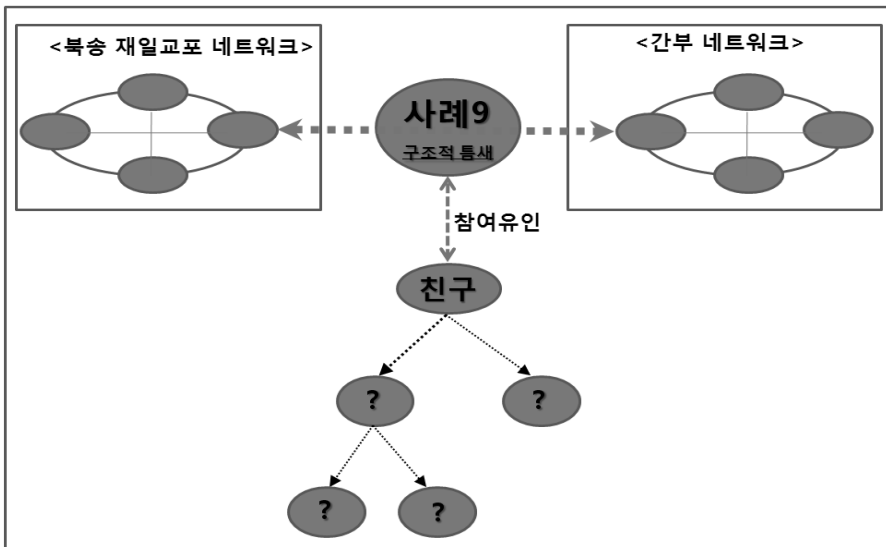 <북송 재일교포 네트워크>
<간부 네트워크>
사례9
구조적 틈새
참여유인
친구
?
?
?
?